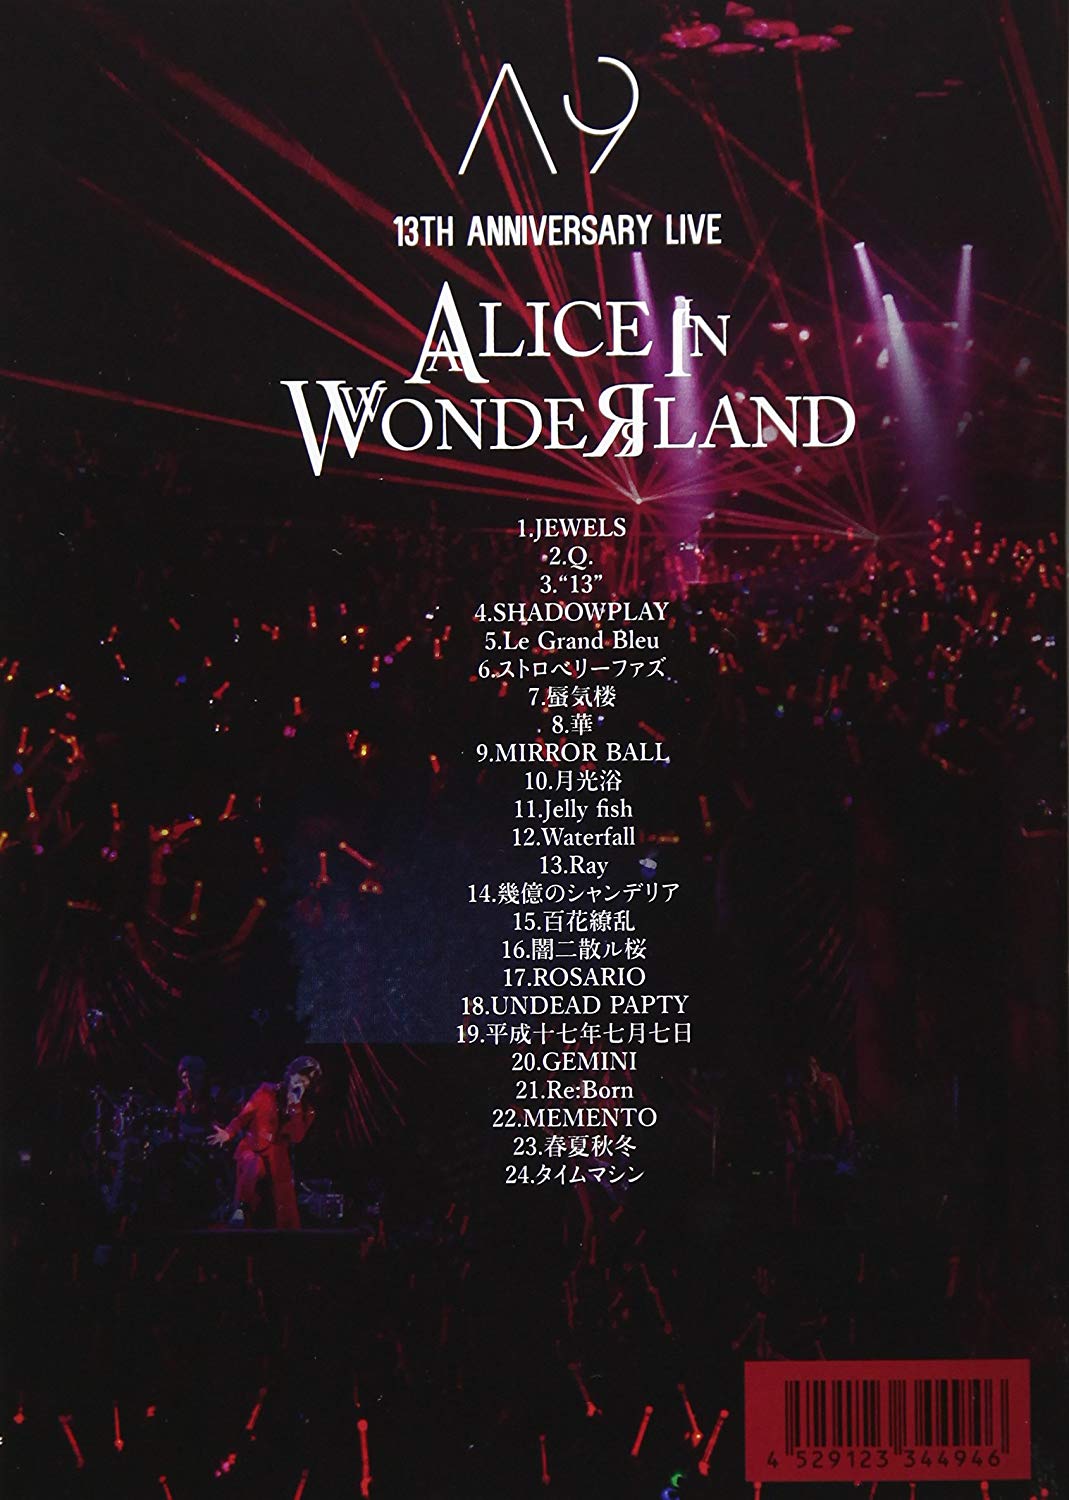 A9
13TH ANNIVERSARY LIVE
ALICE IN
WONDERLAND
1.JEWELS
2.Q.
3.“13”
4.SHADOWPLAY
5.Le Grand Bleu
6.ストロベリーファズ
7.蜃気楼
8.華
9.MIRROR BALL
10.月光浴
11.Jelly fish
12.Waterfall
13.Ray
14.幾億のシャンデリア
15.百花繚乱
16.闇二散ル桜
17.ROSARIO
18.UNDEAD PAPTY
19.平成十七年七月七日
20.GEMINI
21.Re:Born
22.MEMENTO
23.春夏秋冬
24.タイムマシン
4 529123 344946